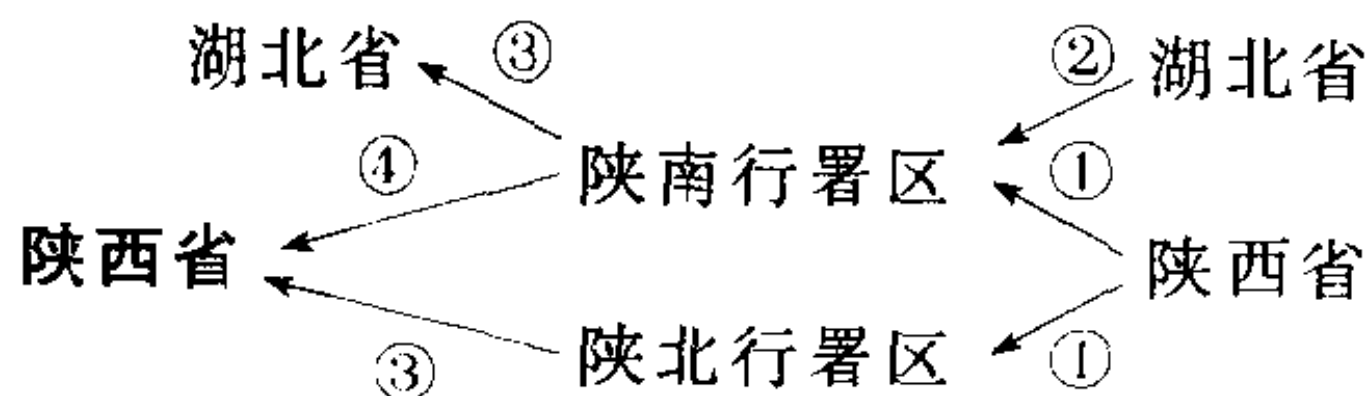 湖北省 ③ ② 湖北省
④ 陕南行署区 ①
陕西省 陕西省
③ 陕北行署区 ①